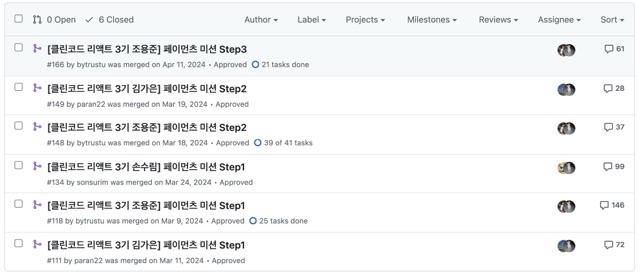 0 Open 6 Closed Author Label Projects Milestones Reviews Assignee Sort
[클린코드 리액트 3기 조용준] 페이먼츠 미션 Step3 61
#166 by bytrustu was merged on Apr 11, 2024 • Approved 21 tasks done
[클린코드 리액트 3기 김가은] 페이먼츠 미션 Step2 28
#149 by paran22 was merged on Mar 19, 2024 • Approved
[클린코드 리액트 3기 조용준] 페이먼츠 미션 Step2 37
#148 by bytrustu was merged on Mar 18, 2024 • Approved 39 of 41 tasks
[클린코드 리액트 3기 손수림] 페이먼츠 미션 Step1 99
#134 by sonsurim was merged on Mar 24, 2024 • Approved
[클린코드 리액트 3기 조용준] 페이먼츠 미션 Step1 146
#118 by bytrustu was merged on Mar 9, 2024 • Approved 25 tasks done
[클린코드 리액트 3기 김가은] 페이먼츠 미션 Step1 72
#111 by paran22 was merged on Mar 11, 2024 • Approved